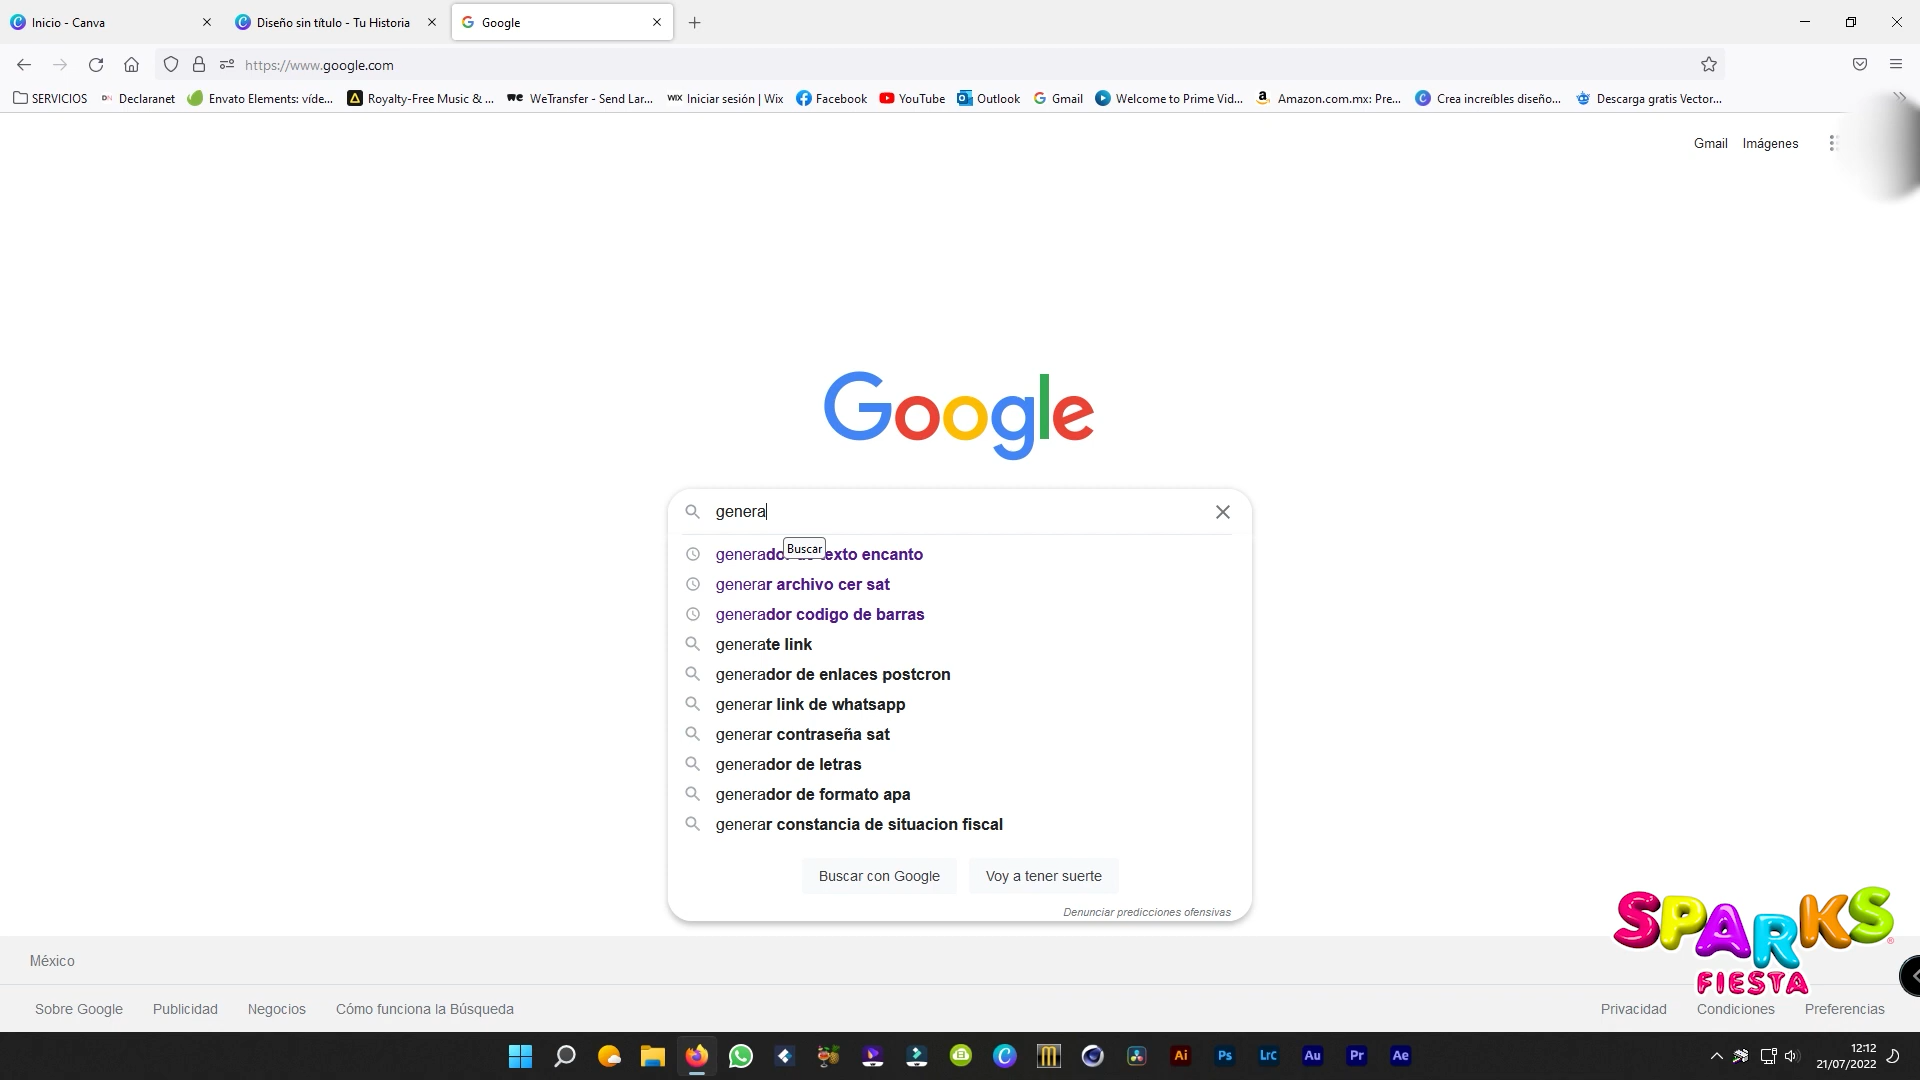 Inicio - Canva
Diseño sin título - Tu Historia
Google
https://www.google.com
SERVICIOS
Declaranet
Envato Elements: víde...
Royalty-Free Music & ...
WeTransfer - Send Lar...
WIX Iniciar sesión | Wix
Facebook
YouTube
Outlook
Gmail
Welcome to Prime Vid...
Amazon.com.mx: Pre...
Crea increíbles diseño...
Descarga gratis Vector...
Gmail
Imágenes
Google
genera
Buscar
generador de texto encanto
generar archivo cer sat
generador codigo de barras
generate link
generador de enlaces postcron
generar link de whatsapp
generar contraseña sat
generador de letras
generador de formato apa
generar constancia de situacion fiscal
Buscar con Google
Voy a tener suerte
Denunciar predicciones ofensivas
SPARKS
FIESTA
México
Sobre Google
Publicidad
Negocios
Cómo funciona la Búsqueda
Privacidad
Condiciones
Preferencias
Ai
Ps
Lrc
Au
Pr
Ae
12:12
21/07/2022